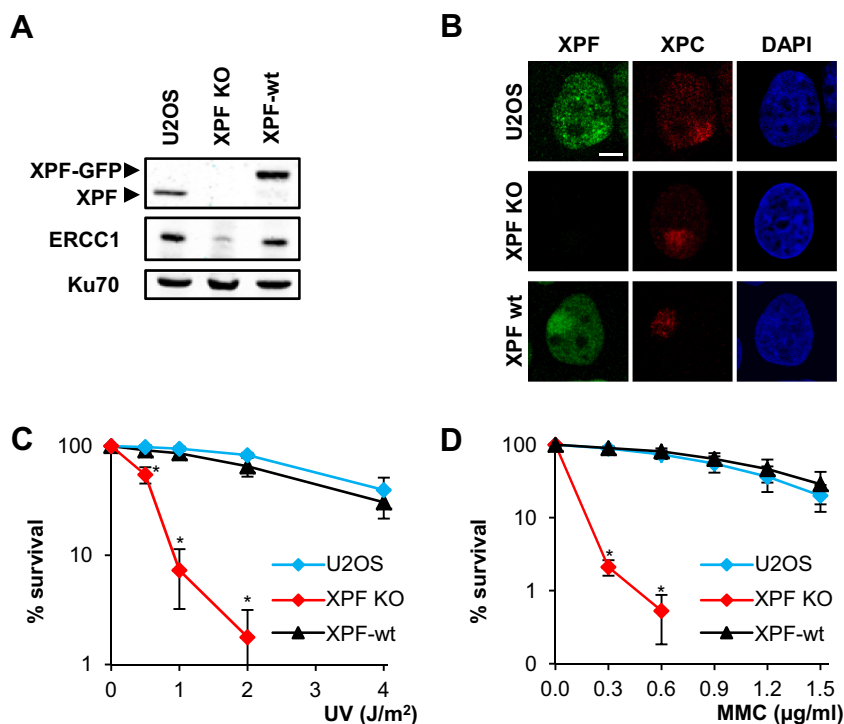 A
U2OS
XPF KO
XPF-wt
XPF-GFP
XPF
ERCC1
Ku70
B
XPF XPC DAPI
U2OS
XPF KO
XPF wt
C
% survival
100
10
1
0 1 2 3 4
UV (J/m²)
*
*
*
U2OS
XPF KO
XPF-wt
D
% survival
100
10
1
0
0.0 0.3 0.6 0.9 1.2 1.5
MMC (µg/ml)
*
*
U2OS
XPF KO
XPF-wt